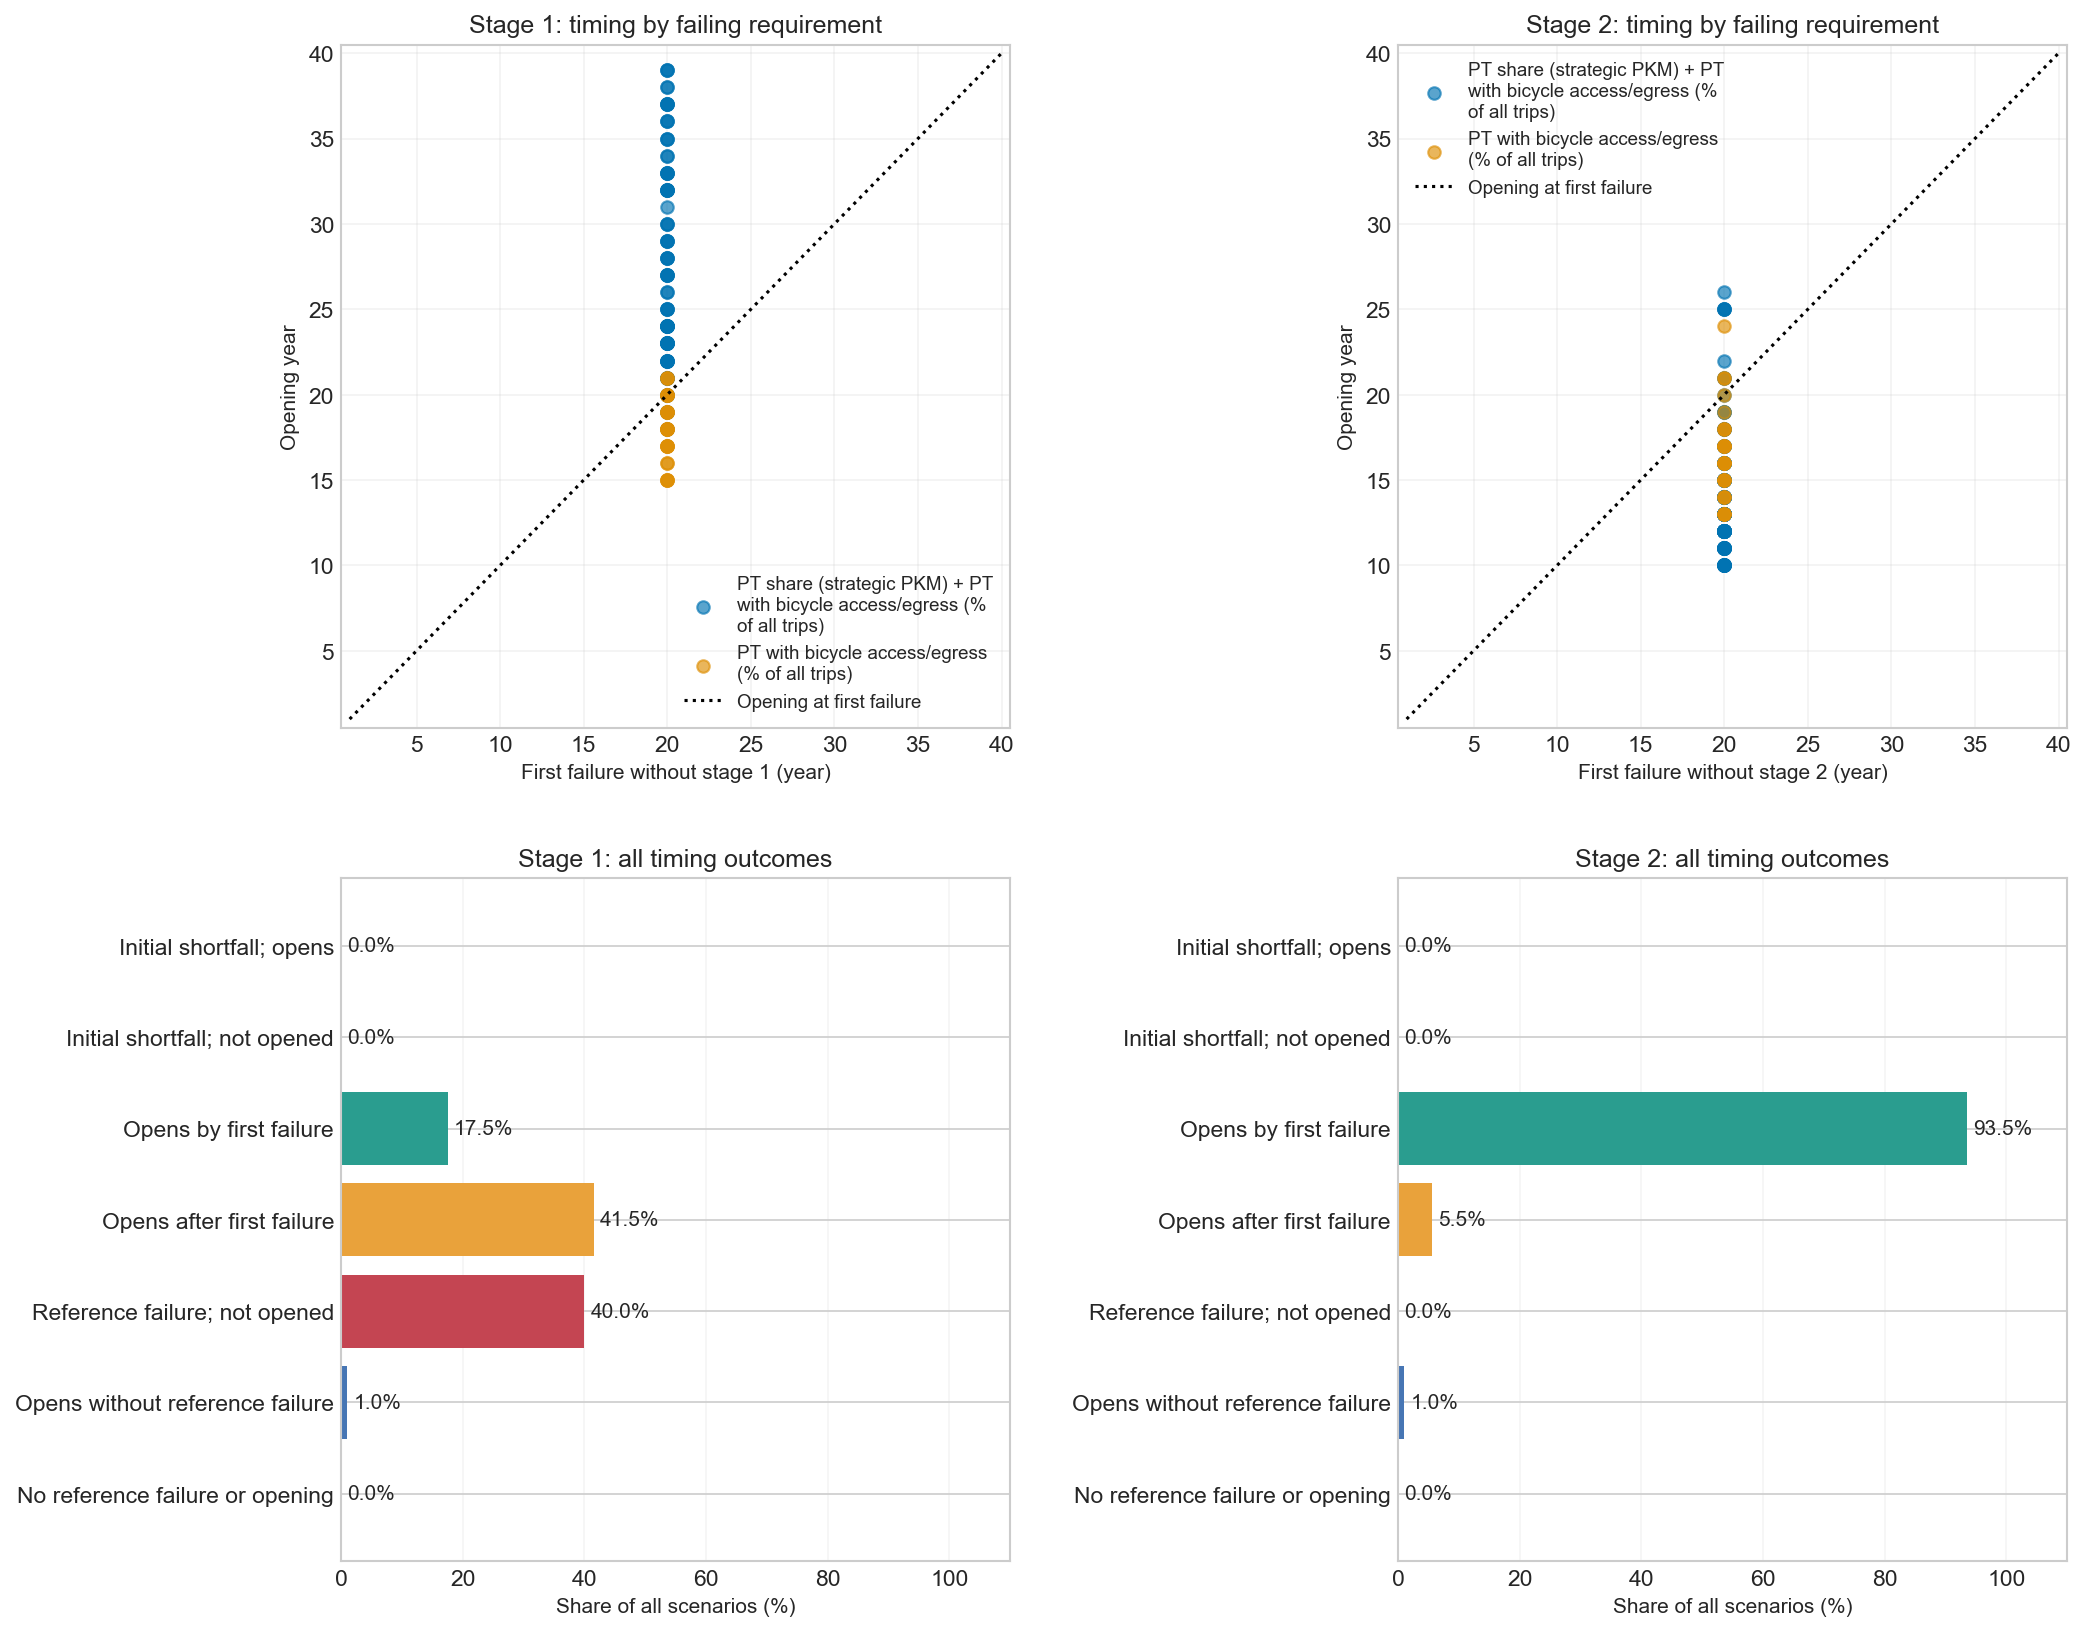 Stage 1: timing by failing requirement
40
35
30
25
20
15
10
5
Opening year
PT share (strategic PKM) + PT
with bicycle access/egress (%
of all trips)
PT with bicycle access/egress
(% of all trips)
Opening at first failure
5 10 15 20 25 30 35 40
First failure without stage 1 (year)
Stage 2: timing by failing requirement
40
35
30
25
20
15
10
5
Opening year
PT share (strategic PKM) + PT
with bicycle access/egress (%
of all trips)
PT with bicycle access/egress
(% of all trips)
Opening at first failure
5 10 15 20 25 30 35 40
First failure without stage 2 (year)
Stage 1: all timing outcomes
Initial shortfall; opens 0.0%
Initial shortfall; not opened 0.0%
Opens by first failure 17.5%
Opens after first failure 41.5%
Reference failure; not opened 40.0%
Opens without reference failure 1.0%
No reference failure or opening 0.0%
0 20 40 60 80 100
Share of all scenarios (%)
Stage 2: all timing outcomes
Initial shortfall; opens 0.0%
Initial shortfall; not opened 0.0%
Opens by first failure 93.5%
Opens after first failure 5.5%
Reference failure; not opened 0.0%
Opens without reference failure 1.0%
No reference failure or opening 0.0%
0 20 40 60 80 100
Share of all scenarios (%)